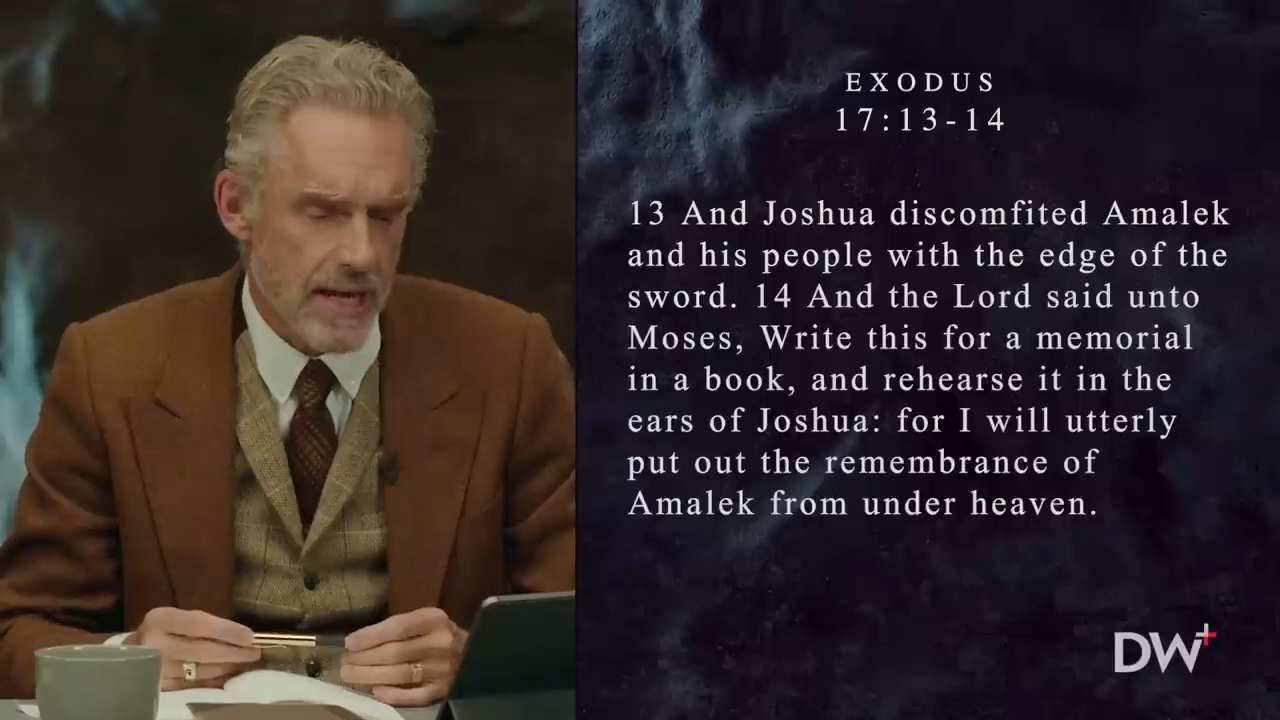 EXODUS
17:13-14
13 And Joshua discomfited Amalek
and his people with the edge of the
sword. 14 And the Lord said unto
Moses, Write this for a memorial
in a book, and rehearse it in the
ears of Joshua: for I will utterly
put out the remembrance of
Amalek from under heaven.
DW+